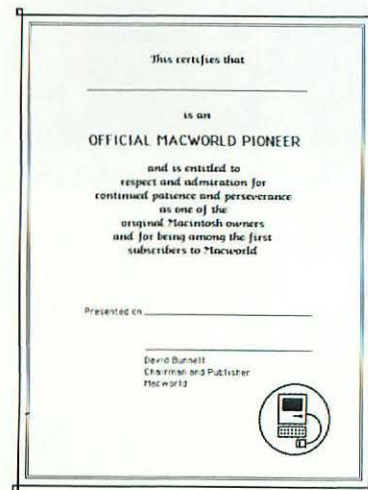 This certifies that
is an
OFFICIAL MACWORLD PIONEER
and is entitled to
respect and admiration for
continued patience and perseverance
as one of the
original Macintosh owners
and for being among the first
subscribers to Macworld
Presented on
David Bunnell
Chairman and Publisher
Macworld